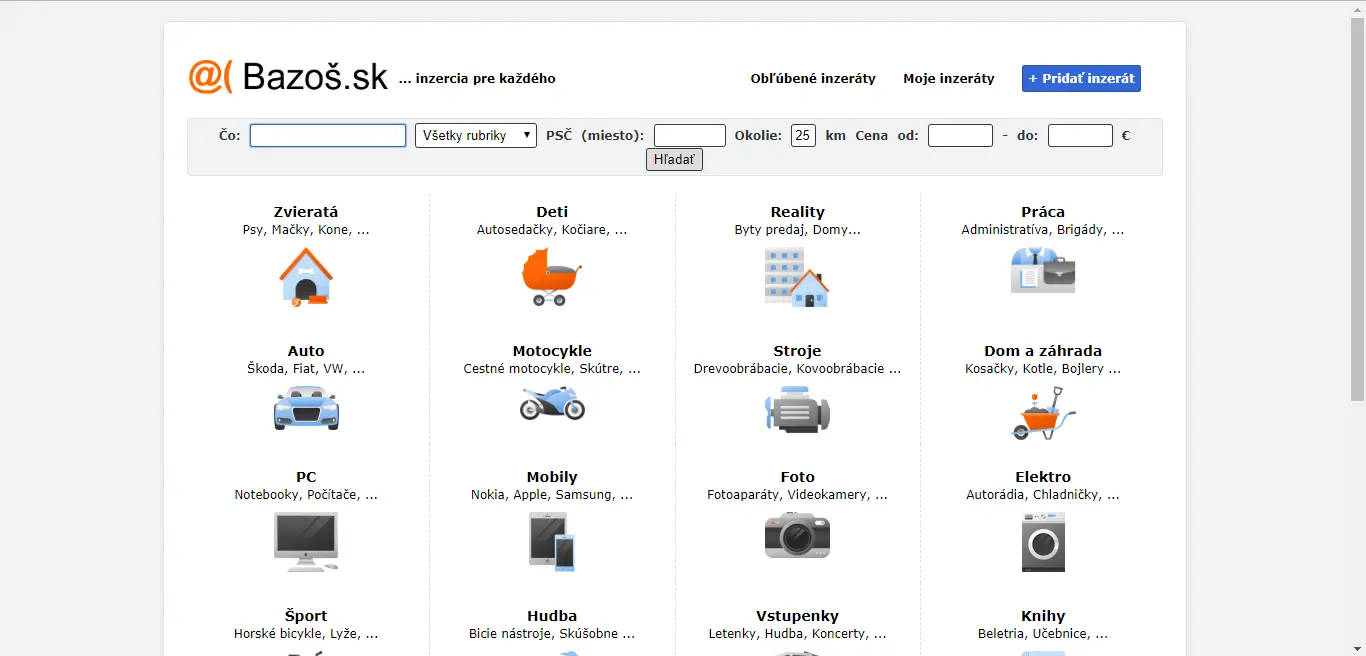 @( Bazoš.sk ... inzercia pre každého Obľúbené inzeráty Moje inzeráty + Pridať inzerát
Čo: Všetky rubriky PSČ (miesto): Okolie: 25 km Cena od: - do: €
Hľadať
Zvieratá Deti Reality Práca
Psy, Mačky, Kone, ... Autosedačky, Kočiare, ... Byty predaj, Domy... Administratíva, Brigády, ...
Auto Motocykle Stroje Dom a záhrada
Škoda, Fiat, VW, ... Cestné motocykle, Skútre, ... Drevoobrábacie, Kovoobrábacie ... Kosačky, Kotle, Bojlery ...
PC Mobily Foto Elektro
Notebooky, Počítače, ... Nokia, Apple, Samsung, ... Fotoaparáty, Videokamery, ... Autorádia, Chladničky, ...
Šport Hudba Vstupenky Knihy
Horské bicykle, Lyže, ... Bicie nástroje, Skúšobne ... Letenky, Hudba, Koncerty, ... Beletria, Učebnice, ...